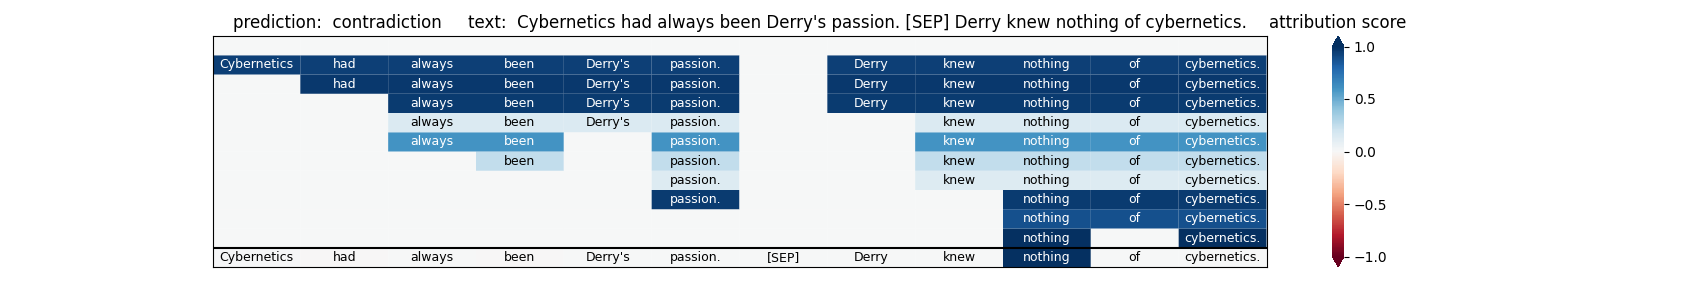 prediction:  contradiction     text:  Cybernetics had always been Derry's passion. [SEP] Derry knew nothing of cybernetics.     attribution score
Cybernetics had always been Derry's passion. Derry knew nothing of cybernetics.
had always been Derry's passion. Derry knew nothing of cybernetics.
always been Derry's passion. Derry knew nothing of cybernetics.
always been Derry's passion. knew nothing of cybernetics.
always been passion. knew nothing of cybernetics.
been passion. knew nothing of cybernetics.
passion. knew nothing of cybernetics.
passion. nothing of cybernetics.
nothing of cybernetics.
nothing cybernetics.
Cybernetics had always been Derry's passion. [SEP] Derry knew nothing of cybernetics.
1.0
0.5
0.0
−0.5
−1.0